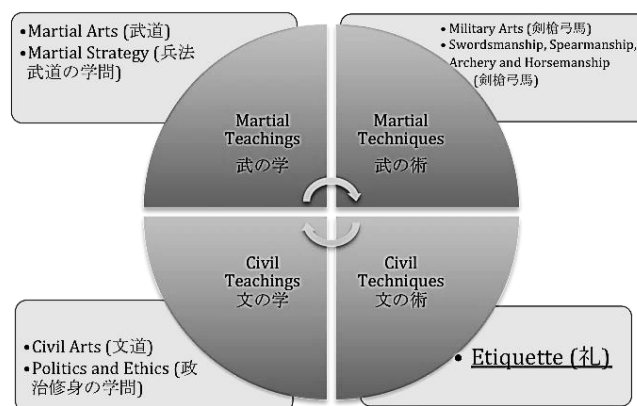 • Martial Arts (武道)
• Martial Strategy (兵法
武道の学問)
• Military Arts (剣槍弓馬)
• Swordsmanship, Spearmanship,
Archery and Horsemanship
(剣槍弓馬)
Martial
Teachings
武の学
Martial
Techniques
武の術
Civil
Teachings
文の学
Civil
Techniques
文の術
• Civil Arts (文道)
• Politics and Ethics (政
治修身の学問)
• Etiquette (礼)